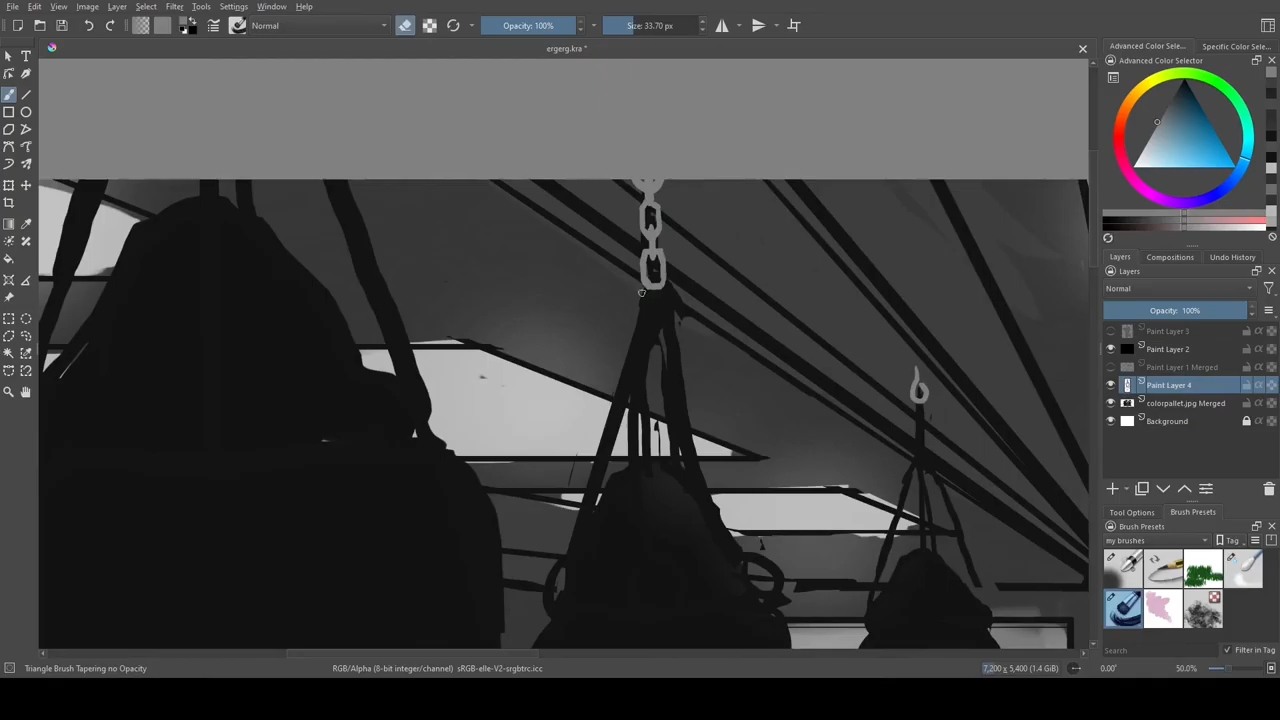 File Edit View Image Layer Select Filter Tools Settings Window Help
Normal Opacity: 100% Size: 33.70 px
ergerg.kra *
Advanced Color Sele... Specific Color Sel...
Advanced Color Selector
Layers Compositions Undo History
Layers
Normal
Opacity: 100%
Paint Layer 3
Paint Layer 2
Paint Layer 1 Merged
Paint Layer 4
colorpallet.jpg Merged
Background
Tool Options Brush Presets
Brush Presets
my brushes Tag
Search Filter in Tag
Triangle Brush Tapering no Opacity RGB/Alpha (8-bit integer/channel) sRGB-elle-V2-srgbtrc.icc 7,200 x 5,400 (1.4 GiB) 0.00° 50.0%